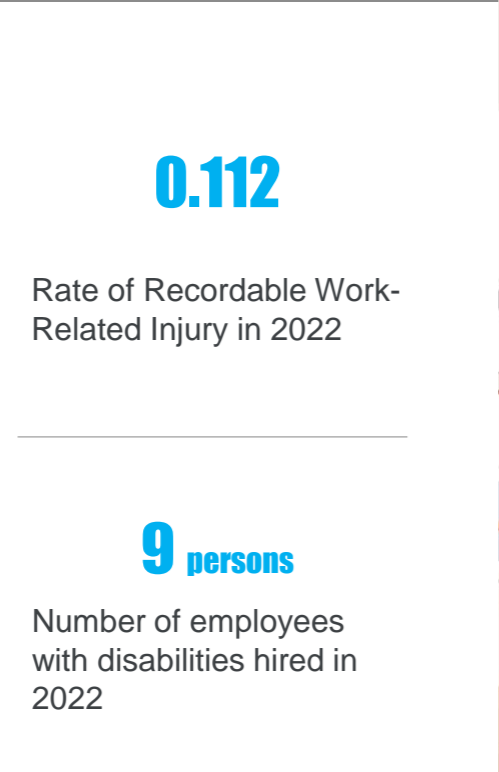 0.112
Rate of Recordable Work-
Related Injury in 2022
9 persons
Number of employees
with disabilities hired in
2022